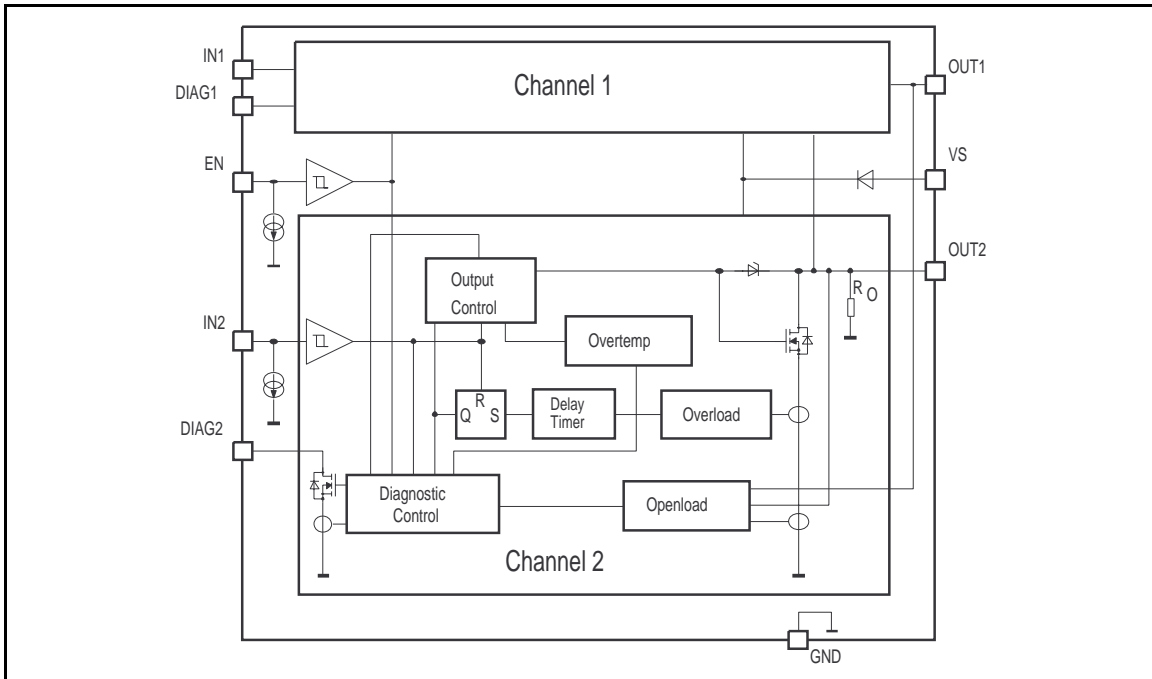 IN1
OUT1
Channel 1
DIAG1
EN
VS
OUT2
Output
Control
R O
IN2
Overtemp
R
Q S
Delay
Timer
Overload
DIAG2
Diagnostic
Control
Openload
Channel 2
GND